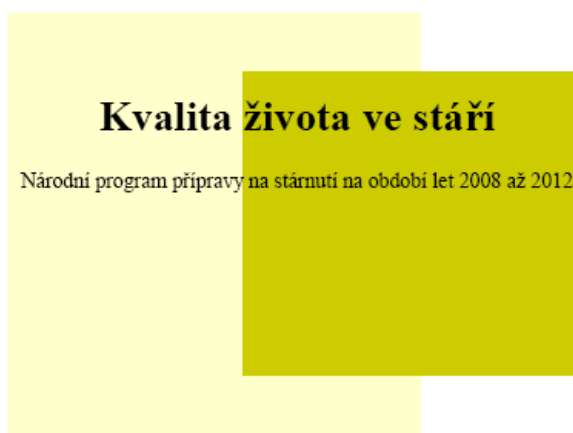 Kvalita života ve stáří
Národní program přípravy na stárnutí na období let 2008 až 2012